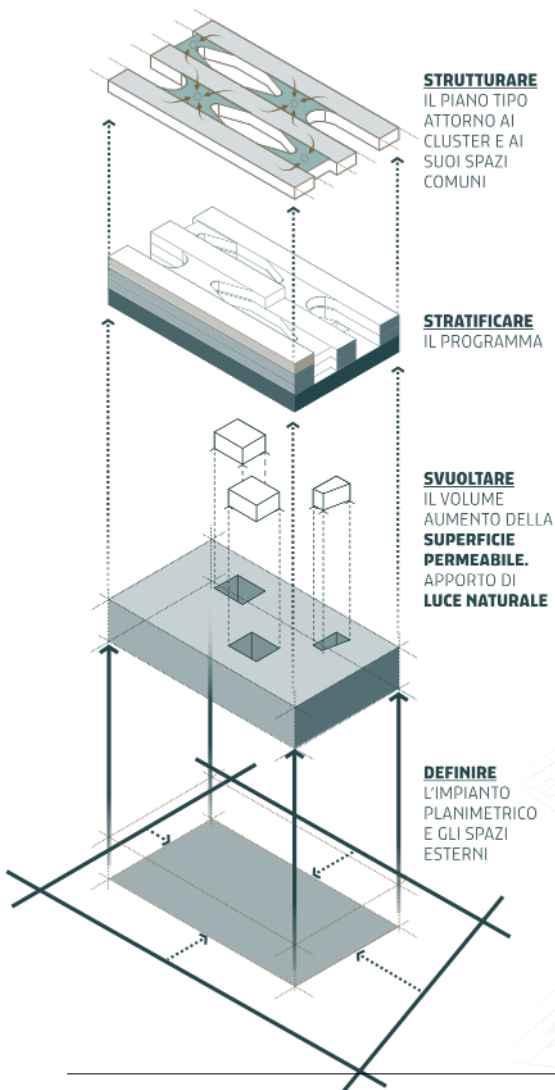 STRUTTURARE
IL PIANO TIPO
ATTORNO AI
CLUSTER E AI
SUOI SPAZI
COMUNI
STRATIFICARE
IL PROGRAMMA
SVUOLTARE
IL VOLUME
AUMENTO DELLA
SUPERFICIE
PERMEABILE.
APPORTO DI
LUCE NATURALE
DEFINIRE
L'IMPIANTO
PLANIMETRICO
E GLI SPAZI
ESTERNI